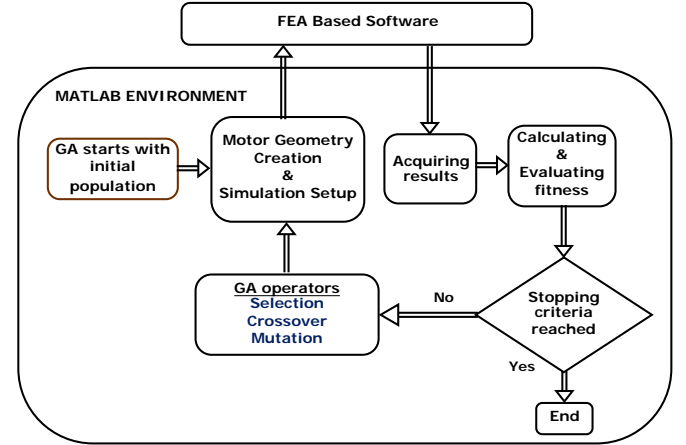 FEA Based Software
MATLAB ENVIRONMENT
GA starts with
initial
population
Motor Geometry
Creation
&
Simulation Setup
Acquiring
results
Calculating
&
Evaluating
fitness
GA operators
Selection
Crossover
Mutation
No
Stopping
criteria
reached
Yes
End